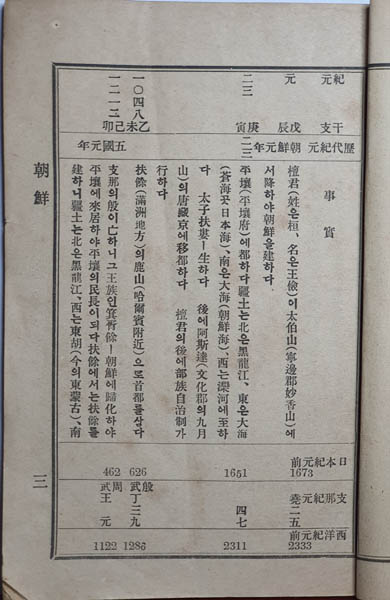 紀元
干支
歷代紀元
事實
日本紀元前
支那紀元
西洋紀元前
元
戊辰
朝鮮元年
檀君(姓은桓、名은王儉)이太伯山(寧邊郡妙香山)에
서降하야朝鮮을建하다
1673
堯二五
2333
二三
庚寅
二三
平壤(平壤府)에都하다疆土는北은黑龍江、東은大海
(蒼海又日本海)、南은大海(朝鮮海)、西는漠河에至하
다 太子扶婁ㅣ生하다 後에阿斯達(文化郡의九月
山)의唐藏京에移都하다 檀君의後에部族自治制가
行하다
1651
四七
2311
一〇四八
乙未
扶餘(滿洲地方)의鹿山(哈爾賓附近)으로首都를삼다
626
殷武丁三九
1286
一二一二
己卯
五國元年
支那의殷이亡하니그王族인箕胥餘ㅣ朝鮮에歸化하야
平壤에來居하야平壤의民長이되다扶餘에서는扶餘를
建하니疆土는北은黑龍江、西는東胡(今의東蒙古)、南
462
周武王元
1122
朝鮮
三